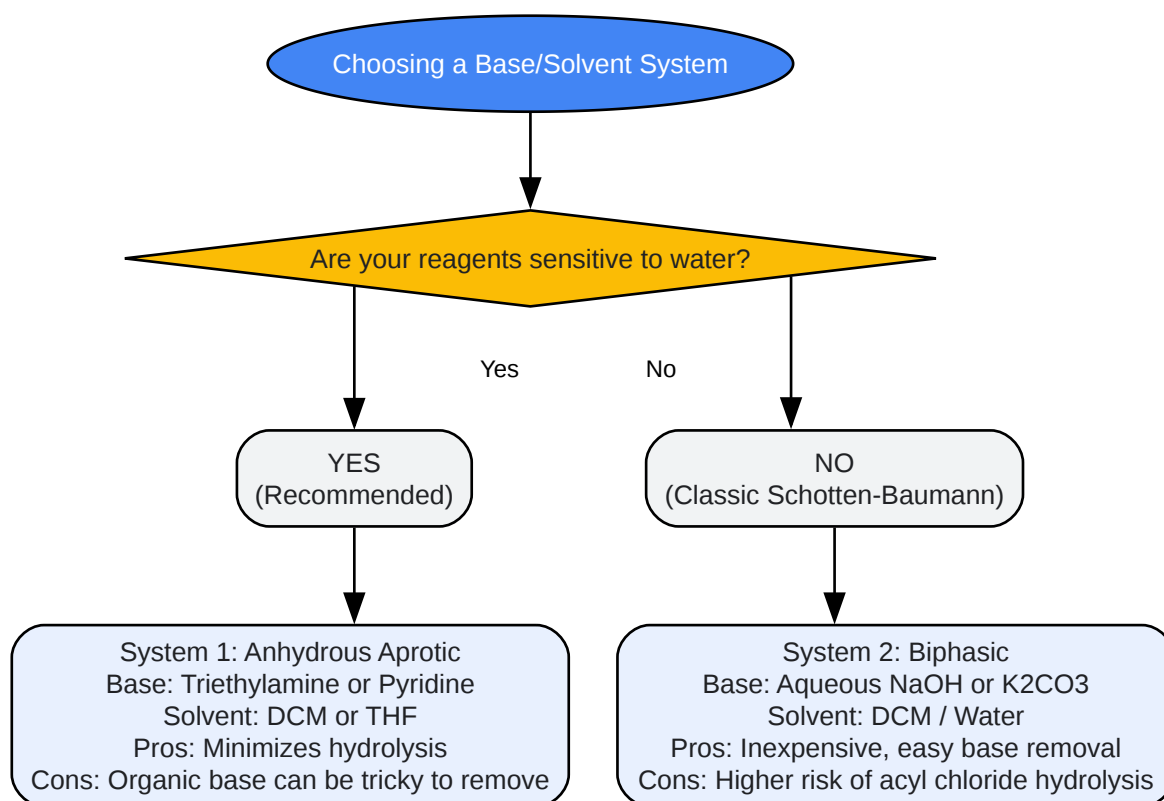 Choosing a Base/Solvent System
Are your reagents sensitive to water?
Yes
No
YES
(Recommended)
NO
(Classic Schotten-Baumann)
System 1: Anhydrous Aprotic
Base: Triethylamine or Pyridine
Solvent: DCM or THF
Pros: Minimizes hydrolysis
Cons: Organic base can be tricky to remove
System 2: Biphasic
Base: Aqueous NaOH or K2CO3
Solvent: DCM / Water
Pros: Inexpensive, easy base removal
Cons: Higher risk of acyl chloride hydrolysis